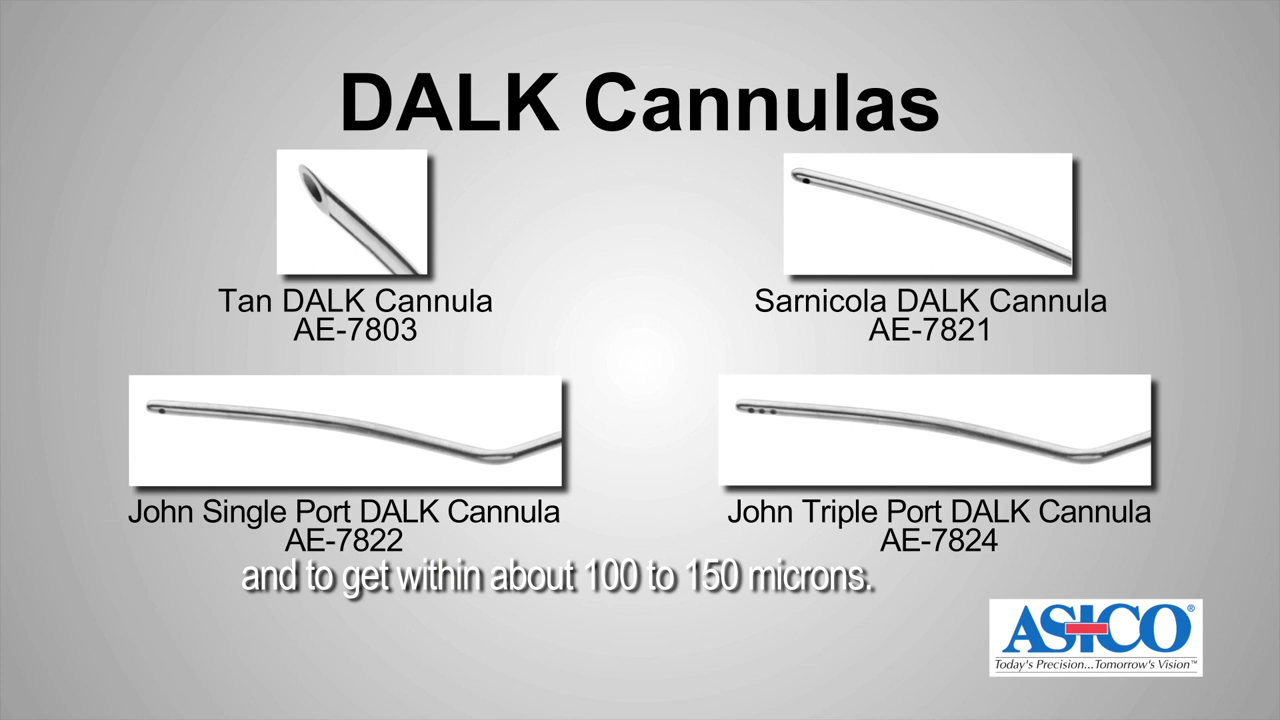 DALK Cannulas
Tan DALK Cannula
AE-7803
Sarnicola DALK Cannula
AE-7821
John Single Port DALK Cannula
AE-7822
John Triple Port DALK Cannula
AE-7824
and to get within about 100 to 150 microns.
ASICO®
Today's Precision...Tomorrow's Vision™